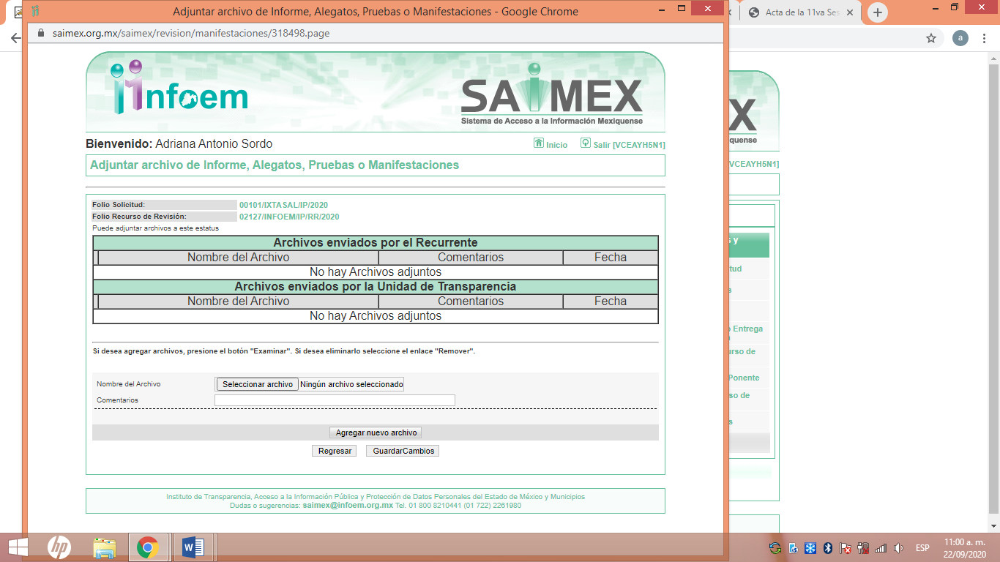 Adjuntar archivo de Informe, Alegatos, Pruebas o Manifestaciones - Google Chrome
Acta de la 11va Ses
saimex.org.mx/saimex/revision/manifestaciones/318498.page
a
infoem
SAIMEX
Sistema de Acceso a la Información Mexiquense
X
quense
Bienvenido: Adriana Antonio Sordo
Inicio
Salir [VCEAYH5N1]
VCEAYH5N1]
Adjuntar archivo de Informe, Alegatos, Pruebas o Manifestaciones
Folio Solicitud: 00101/IXTASAL/IP/2020
Folio Recurso de Revisión: 02127/INFOEM/IP/RR/2020
Puede adjuntar archivos a este estatus
Archivos enviados por el Recurrente
Nombre del Archivo Comentarios Fecha
No hay Archivos adjuntos
Archivos enviados por la Unidad de Transparencia
Nombre del Archivo Comentarios Fecha
No hay Archivos adjuntos
s y
tud
s
o Entrega
n
urso de
Ponente
so de
s
Si desea agregar archivos, presione el botón "Examinar". Si desea eliminarlo seleccione el enlace "Remover".
Nombre del Archivo Seleccionar archivo Ningún archivo seleccionado
Comentarios
Agregar nuevo archivo
Regresar GuardarCambios
Instituto de Transparencia, Acceso a la Información Pública y Protección de Datos Personales del Estado de México y Municipios
Dudas o sugerencias: saimex@infoem.org.mx Tel. 01 800 8210441 (01 722) 2261980
hp
ESP
11:00 a. m.
22/09/2020